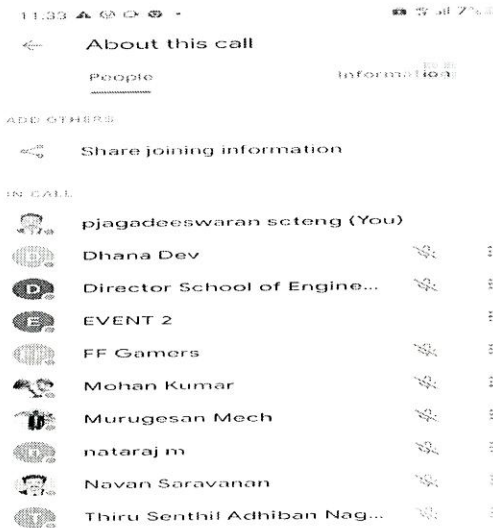 11.33
7%
About this call
People
Information
ADD OTHERS
Share joining information
IN CALL
pjagadeeswaran scteng (You)
Dhana Dev
D Director School of Engine...
E EVENT 2
FF Gamers
Mohan Kumar
Murugesan Mech
n nataraj m
Navan Saravanan
T Thiru Senthil Adhiban Nag...